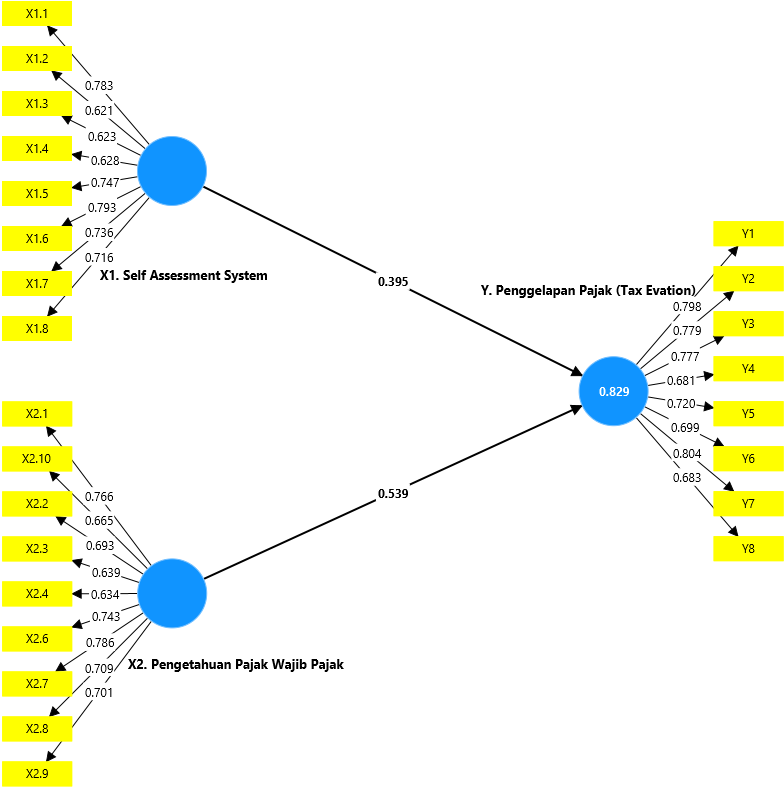 X1.1
X1.2
X1.3
X1.4
X1.5
X1.6
X1.7
X1.8
0.783
0.621
0.623
0.628
0.747
0.793
0.736
0.716
X1. Self Assessment System
0.395
Y. Penggelapan Pajak (Tax Evation)
0.829
Y1
Y2
Y3
Y4
Y5
Y6
Y7
Y8
0.798
0.779
0.777
0.681
0.720
0.699
0.804
0.683
X2.1
X2.10
X2.2
X2.3
X2.4
X2.6
X2.7
X2.8
X2.9
0.766
0.665
0.693
0.639
0.634
0.743
0.786
0.709
0.701
0.539
X2. Pengetahuan Pajak Wajib Pajak